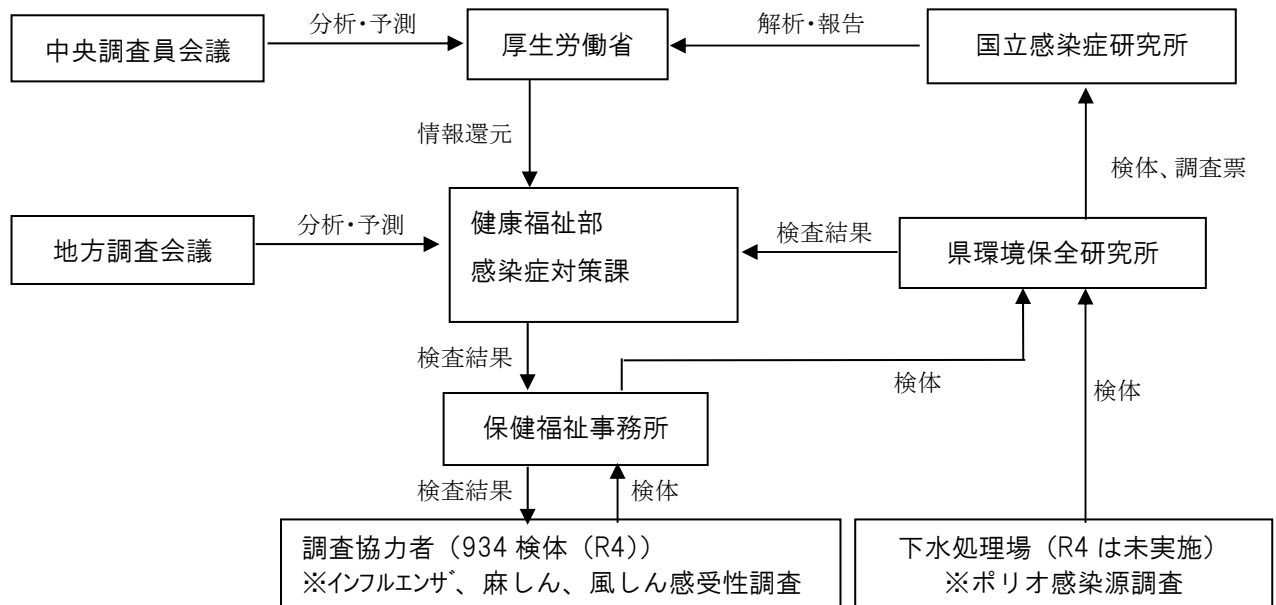 分析・予測
解析・報告
中央調査員会議
厚生労働省
国立感染症研究所
情報還元
検体、調査票
分析・予測
健康福祉部
検査結果
地方調査会議
感染症対策課
県環境保全研究所
検査結果
検体
検体
保健福祉事務所
検査結果
検体
調査協力者（934 検体（R4））
※インフルエンザ、麻しん、風しん感受性調査
下水処理場（R4 は未実施）
※ポリオ感染源調査